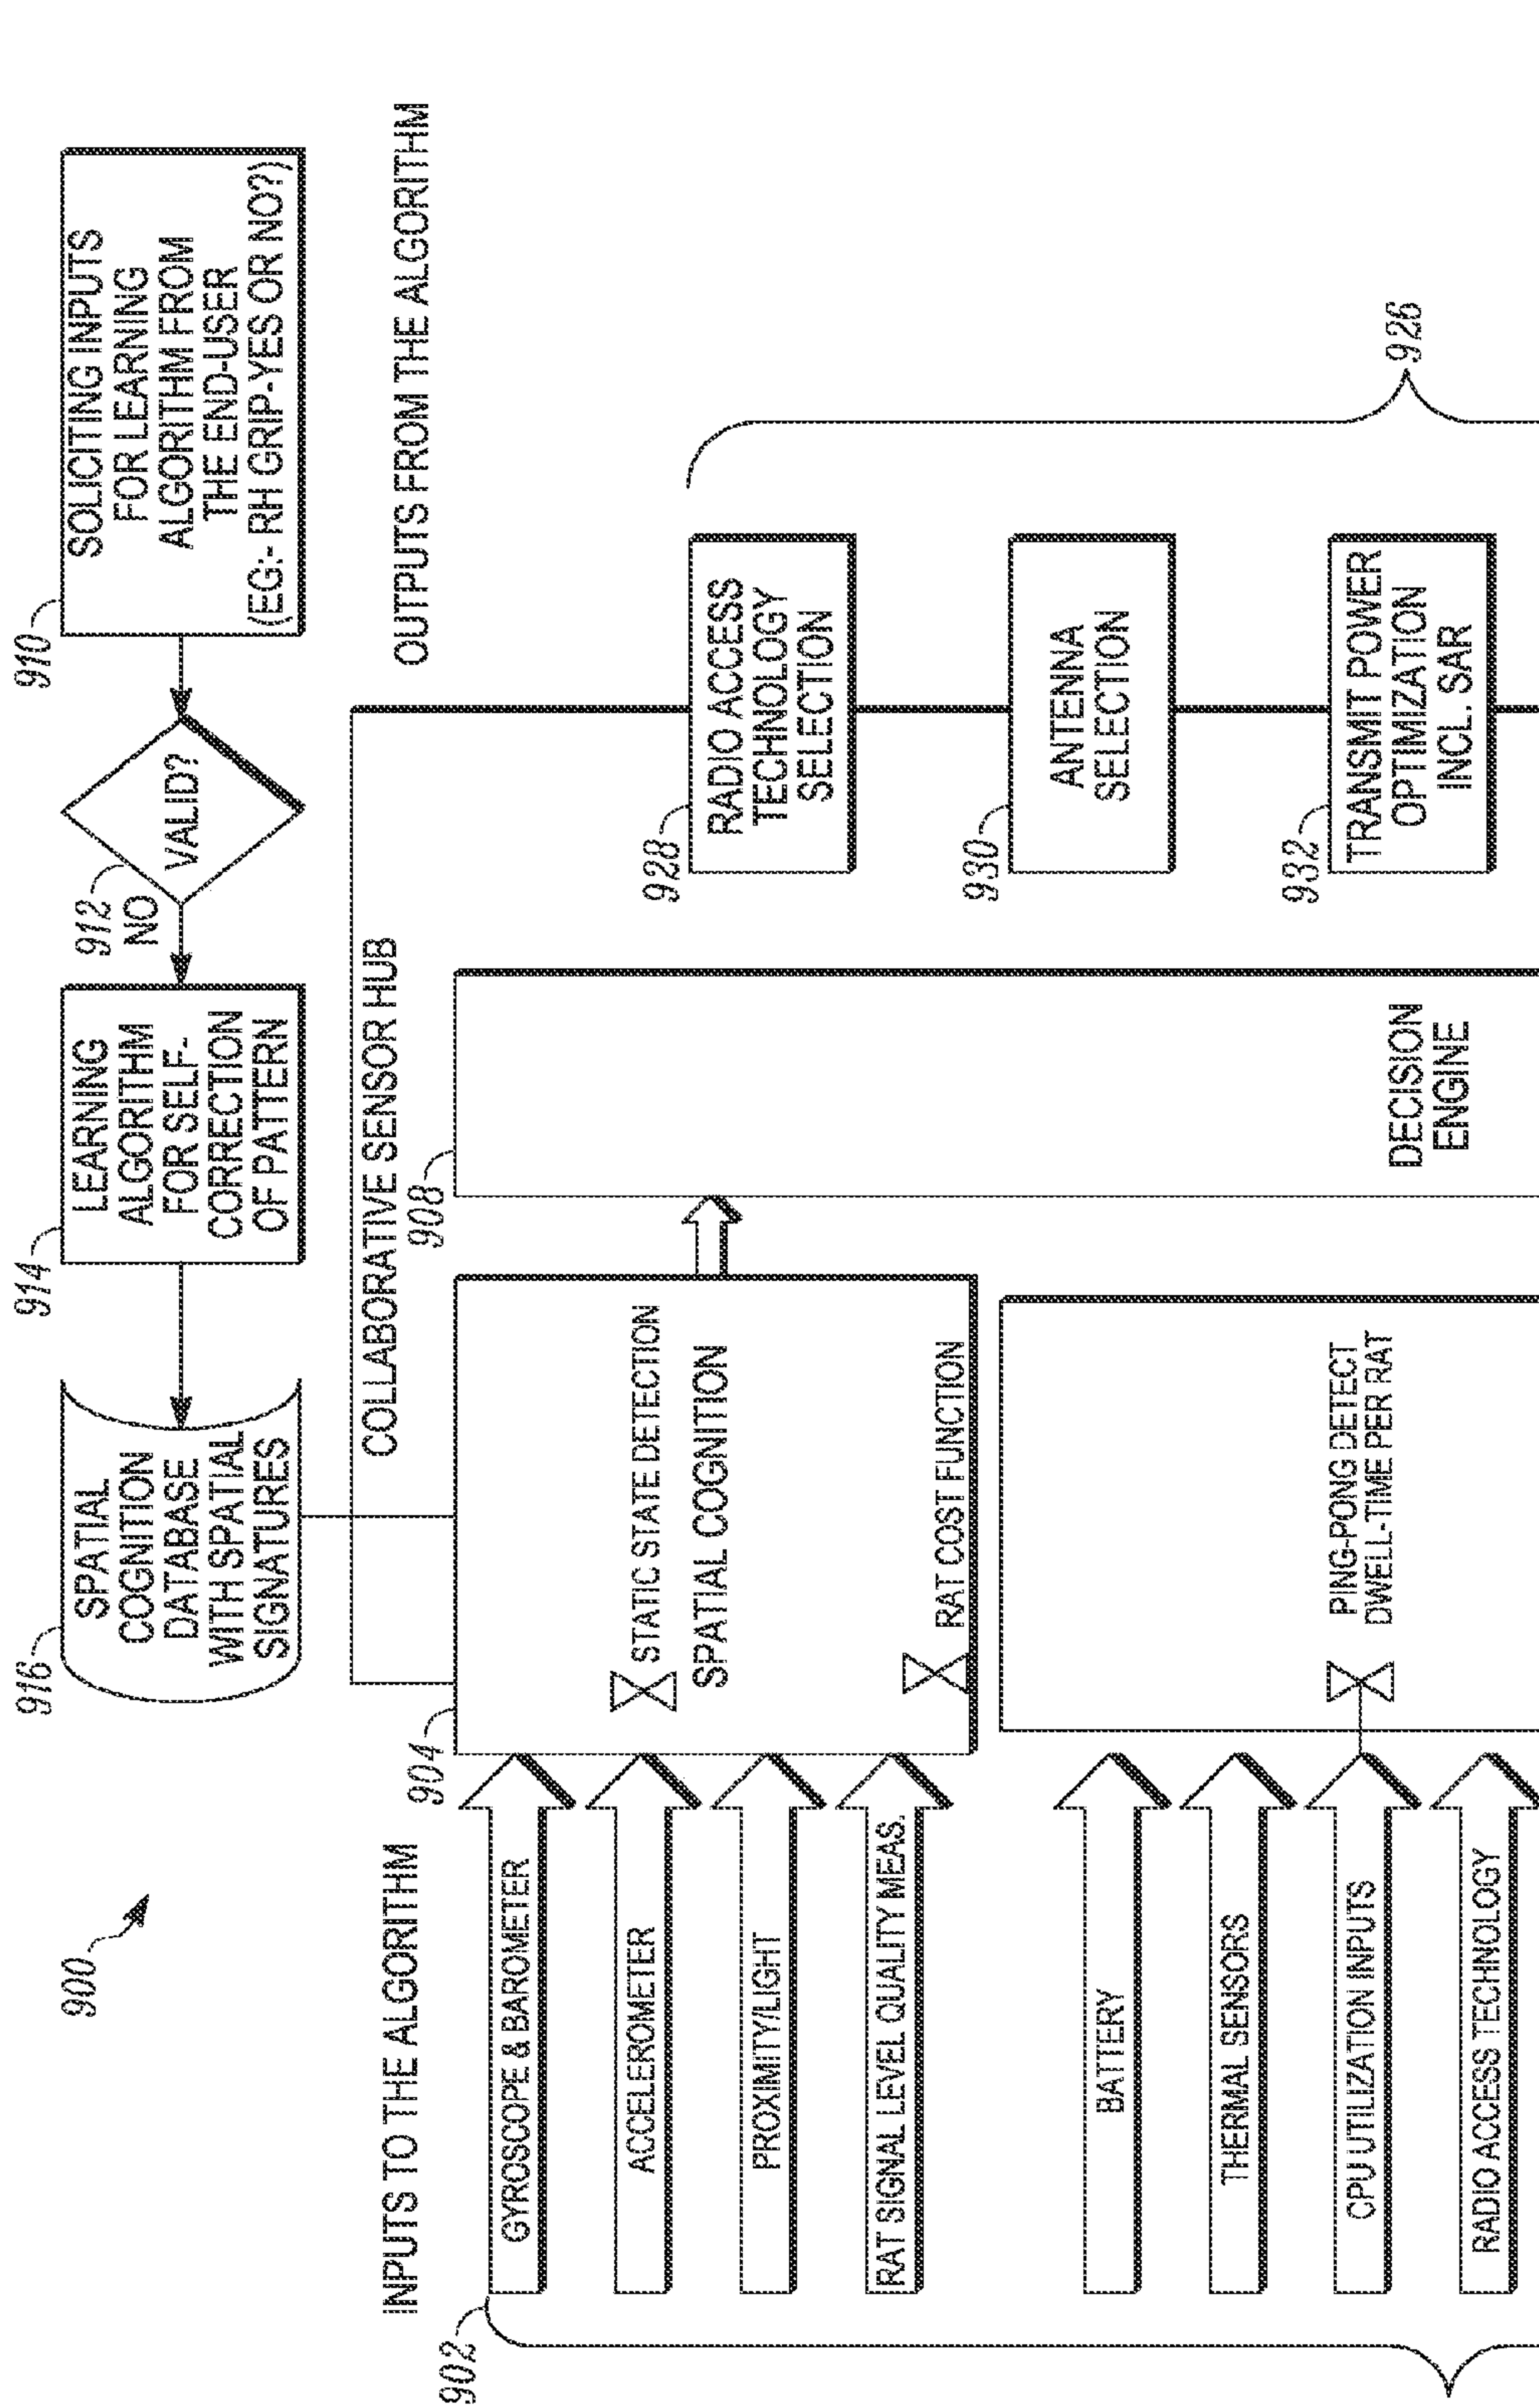 900
916
SPATIAL
COGNITION
DATABASE
WITH SPATIAL
SIGNATURES
914
LEARNING
ALGORITHM
FOR SELF-
CORRECTION
OF PATTERN
912
NO
VALID?
910
SOLICITING INPUTS
FOR LEARNING
ALGORITHM FROM
THE END-USER
(EG:- RH GRIP-YES OR NO?)
INPUTS TO THE ALGORITHM
COLLABORATIVE SENSOR HUB
OUTPUTS FROM THE ALGORITHM
902
GYROSCOPE & BAROMETER
ACCELEROMETER
PROXIMITY/LIGHT
RAT SIGNAL LEVEL QUALITY MEAS.
904
STATIC STATE DETECTION
SPATIAL COGNITION
RAT COST FUNCTION
908
DECISION
ENGINE
928
RADIO ACCESS
TECHNOLOGY
SELECTION
930
ANTENNA
SELECTION
932
TRANSMIT POWER
OPTIMIZATION
INCL. SAR
926
BATTERY
THERMAL SENSORS
CPU UTILIZATION INPUTS
RADIO ACCESS TECHNOLOGY
PING-PONG DETECT
DWELL-TIME PER RAT